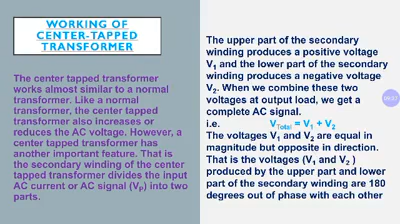 WORKING OF
CENTER-TAPPED
TRANSFORMER
The center tapped transformer
works almost similar to a normal
transformer. Like a normal
transformer, the center tapped
transformer also increases or
reduces the AC voltage. However, a
center tapped transformer has
another important feature. That is
the secondary winding of the center
tapped transformer divides the input
AC current or AC signal (VP) into two
parts.
The upper part of the secondary
winding produces a positive voltage
V1 and the lower part of the secondary
winding produces a negative voltage
V2. When we combine these two
voltages at output load, we get a
complete AC signal.
i.e. VTotal = V1 + V2
The voltages V1 and V2 are equal in
magnitude but opposite in direction.
That is the voltages (V1 and V2 )
produced by the upper part and lower
part of the secondary winding are 180
degrees out of phase with each other